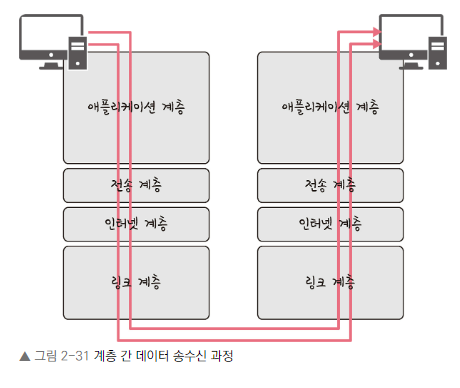 애플리케이션 계층
애플리케이션 계층
전송 계층
전송 계층
인터넷 계층
인터넷 계층
링크 계층
링크 계층
▲ 그림 2-31 계층 간 데이터 송수신 과정